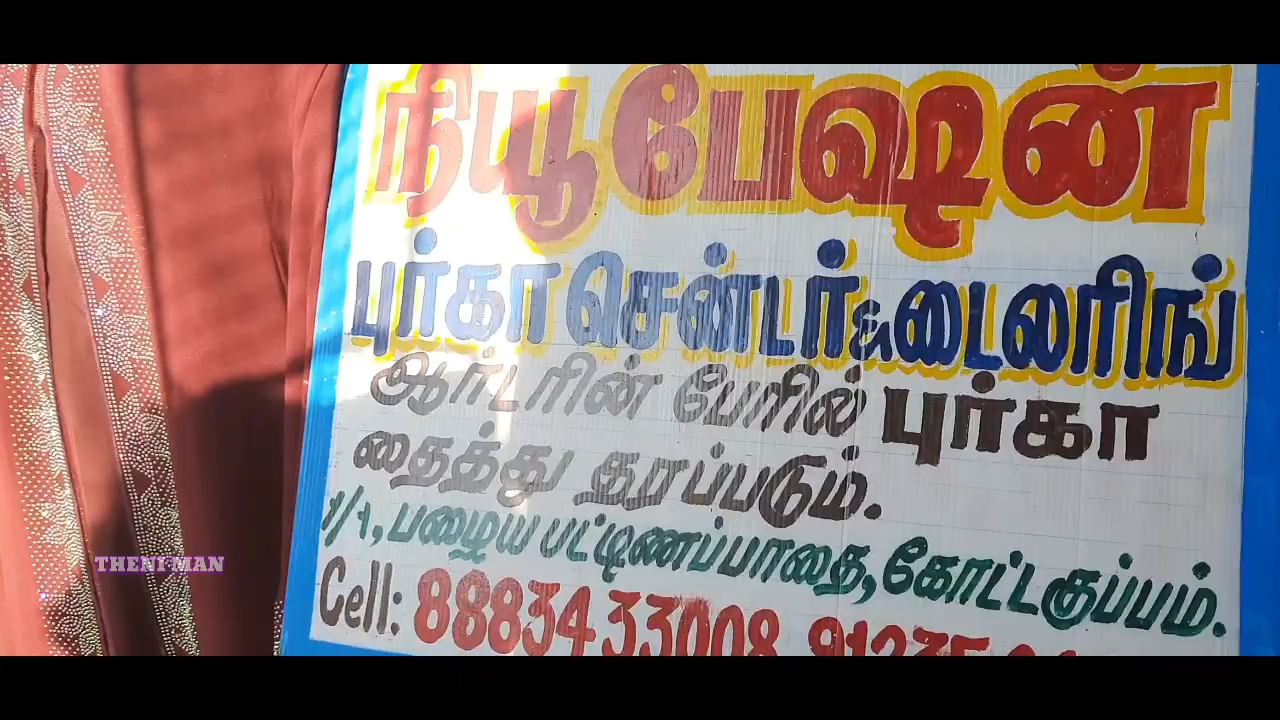 நியூ பேஷன்
புர்கா சென்டர் & டைலரிங்
ஆர்டரின் பேரில் புர்கா
தைத்து தரப்படும்.
1/1, பழைய பட்டிணப்பாதை, கோட்டகுப்பம்.
Cell: 88834 33008,
THENI MAN